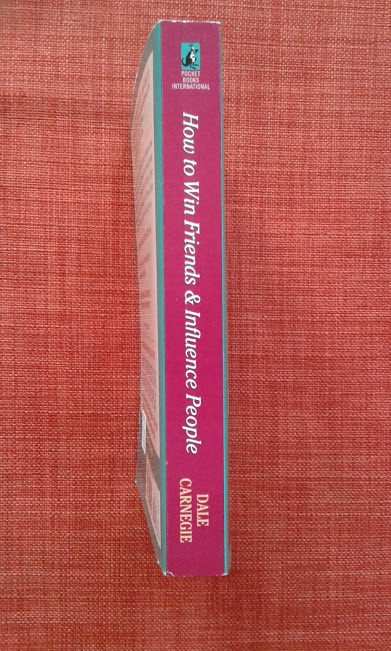 POCKET
BOOKS
INTERNATIONAL
How to Win Friends & Influence People
DALE
CARNEGIE